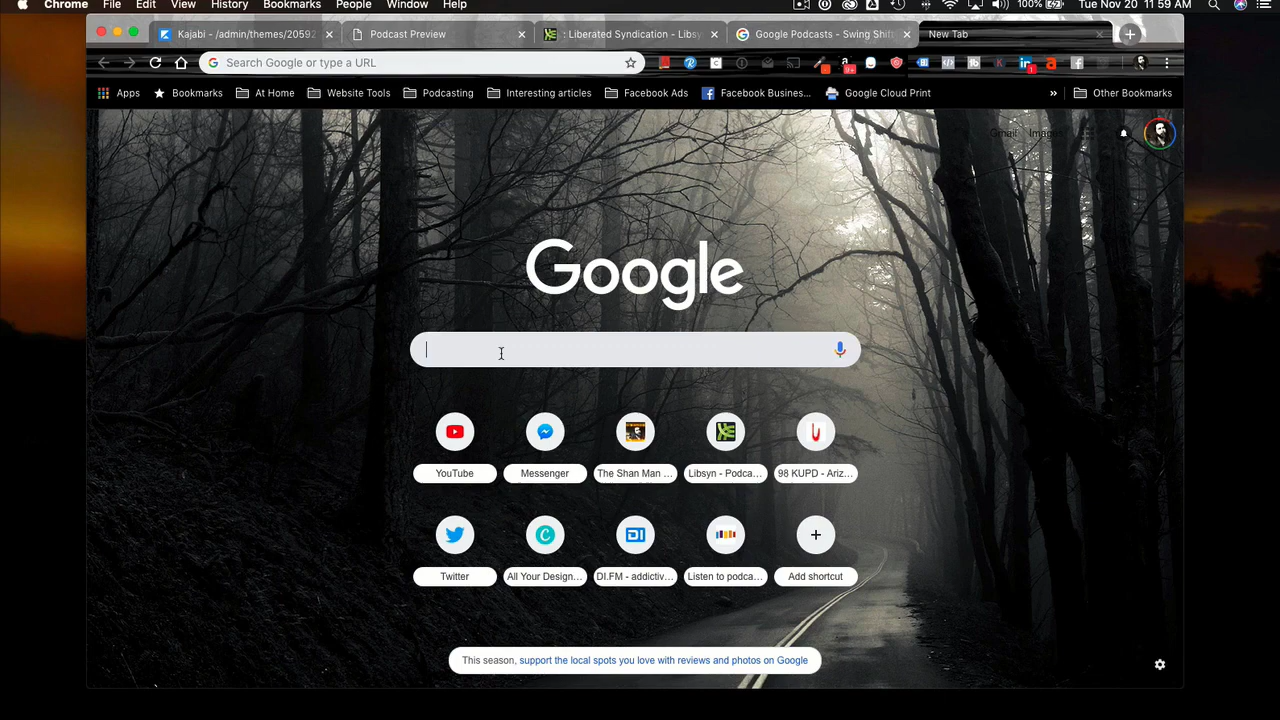 Chrome File Edit View History Bookmarks People Window Help 100% Tue Nov 20 11:59 AM
Kajabi - /admin/themes/20592 Podcast Preview : Liberated Syndication - Libsy Google Podcasts - Swing Shift New Tab
Search Google or type a URL
Apps Bookmarks At Home Website Tools Podcasting Interesting articles Facebook Ads Facebook Busines... Google Cloud Print » Other Bookmarks
Gmail Images
Google
YouTube Messenger The Shan Man ... Libsyn - Podca... 98 KUPD - Ariz...
Twitter All Your Design... DI.FM - addictiv... Listen to podca... Add shortcut
This season, support the local spots you love with reviews and photos on Google